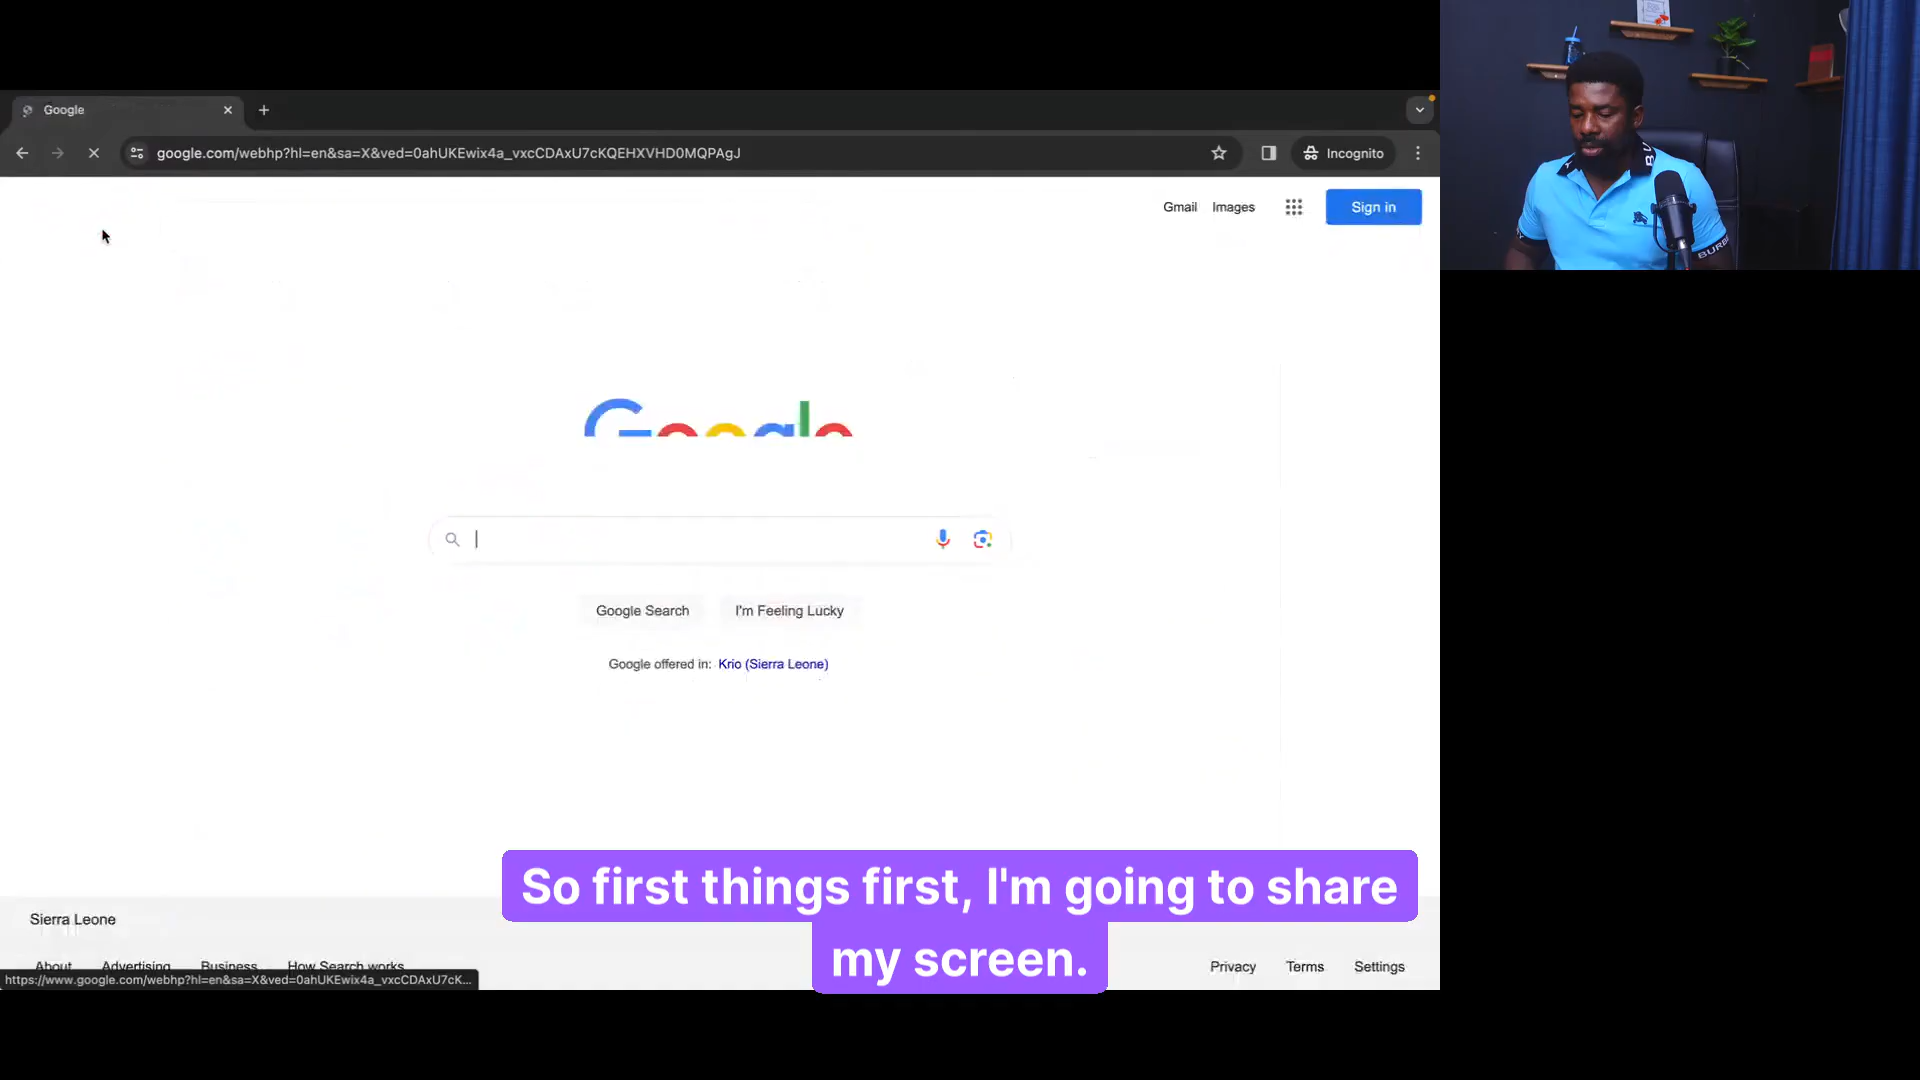 Google
google.com/webhp?hl=en&sa=X&ved=0ahUKEwix4a_vxcCDAxU7cKQEHXVHD0MQPAgJ
Incognito
Gmail Images Sign in
Google
Google Search I'm Feeling Lucky
Google offered in: Krio (Sierra Leone)
So first things first, I'm going to share
my screen.
Sierra Leone
About Advertising Business How Search works
Privacy Terms Settings
https://www.google.com/webhp?hl=en&sa=X&ved=0ahUKEwix4a_vxcCDAxU7cK...
BURB